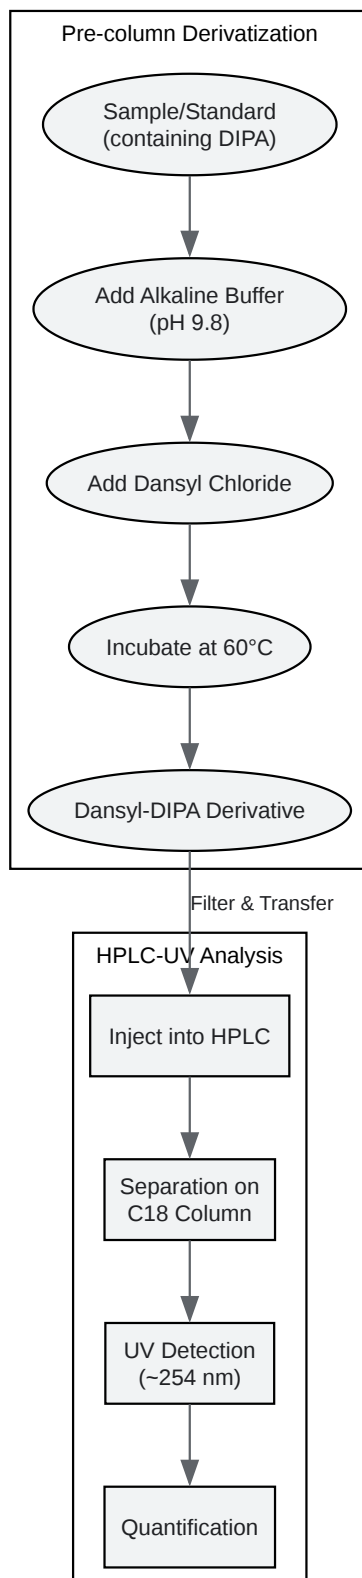 Pre-column Derivatization
Sample/Standard
(containing DIPA)
Add Alkaline Buffer
(pH 9.8)
Add Dansyl Chloride
Incubate at 60°C
Dansyl-DIPA Derivative
Filter & Transfer
HPLC-UV Analysis
Inject into HPLC
Separation on
C18 Column
UV Detection
(~254 nm)
Quantification